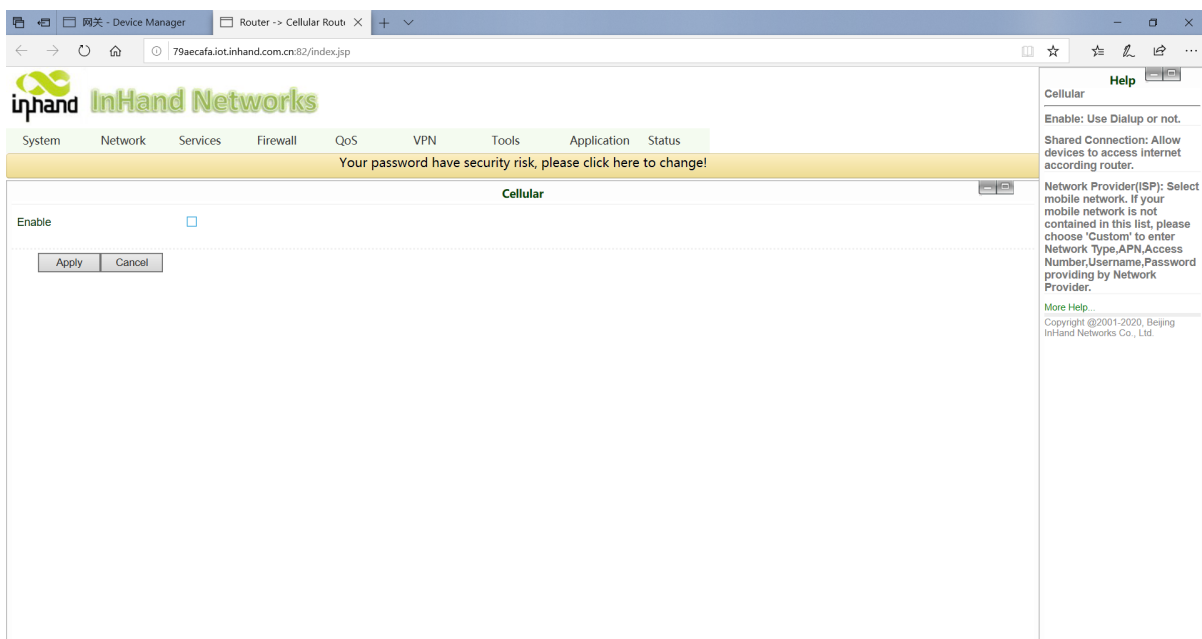 网关 - Device Manager
Router -> Cellular Route
79aecafa.iot.inhand.com.cn:82/index.jsp
inhand InHand Networks
System Network Services Firewall QoS VPN Tools Application Status
Your password have security risk, please click here to change!
Cellular
Enable
Apply Cancel
Help
Cellular
Enable: Use Dialup or not.
Shared Connection: Allow
devices to access internet
according router.
Network Provider(ISP): Select
mobile network. If your
mobile network is not
contained in this list, please
choose 'Custom' to enter
Network Type,APN,Access
Number,Username,Password
providing by Network
Provider.
More Help...
Copyright @2001-2020, Beijing
InHand Networks Co., Ltd.